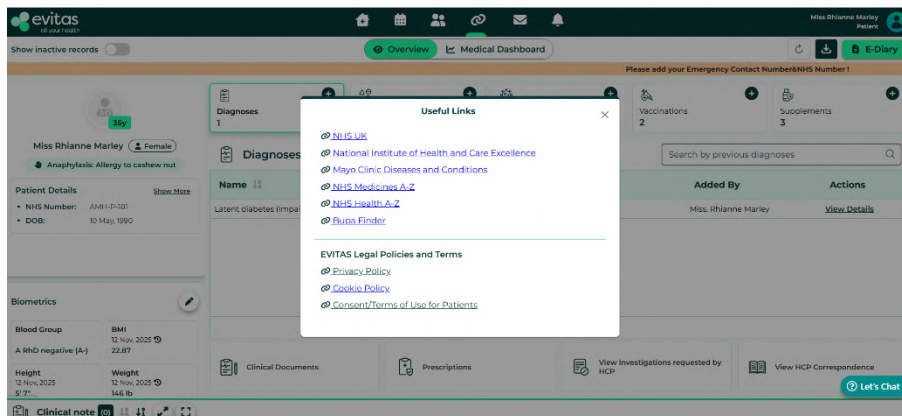 evitas
all your health
Miss Rhianne Marley
Patient
Show inactive records
Overview
Medical Dashboard
E-Diary
Please add your Emergency Contact Number&NHS Number !
35y
Miss Rhianne Marley
Female
Anaphylaxis: Allergy to cashew nut
Patient Details
Show More
• NHS Number: AMH-P-181
• DOB: 10 May, 1990
Biometrics
Blood Group
A RhD negative (A-)
BMI
12 Nov, 2025
22.87
Height
12 Nov, 2025
5' 7"
Weight
12 Nov, 2025
146 lb
Diagnoses
1
Vaccinations
2
Supplements
3
Diagnoses
Search by previous diagnoses
Name
Added By
Actions
Latent diabetes (Impai
Miss. Rhianne Marley
View Details
Useful Links
NHS UK
National Institute of Health and Care Excellence
Mayo Clinic Diseases and Conditions
NHS Medicines A-Z
NHS Health A-Z
Bupa Finder
EVITAS Legal Policies and Terms
Privacy Policy
Cookie Policy
Consent/Terms of Use for Patients
Clinical Documents
Prescriptions
View investigations requested by
HCP
View HCP Correspondence
Let's Chat
Clinical note (0)